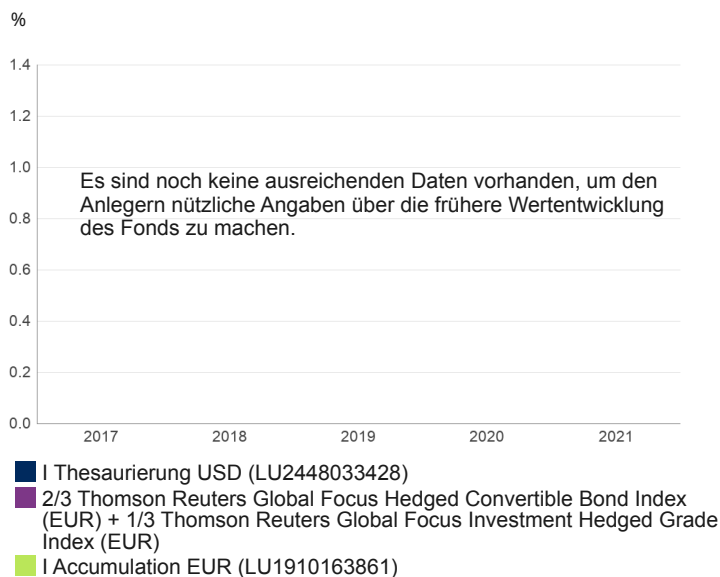 %
1.4
1.2
1.0
Es sind noch keine ausreichenden Daten vorhanden, um den
Anlegern nützliche Angaben über die frühere Wertentwicklung
0.8
des Fonds zu machen.
0.6
0.4
0.2
0.0
2017 2018 2019 2020 2021
I Thesaurierung USD (LU2448033428)
2/3 Thomson Reuters Global Focus Hedged Convertible Bond Index
(EUR) + 1/3 Thomson Reuters Global Focus Investment Hedged Grade
Index (EUR)
I Accumulation EUR (LU1910163861)